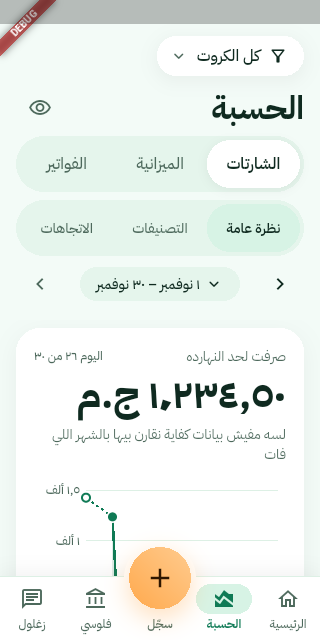 DEBUG
كل الكروت
الحسبة
الشارتات
الميزانية
الفواتير
نظرة عامة
التصنيفات
الاتجاهات
١ نوفمبر – ٣٠ نوفمبر
صرفت لحد النهارده
اليوم ٢٦ من ٣٠
١,٢٣٤,٥٠ ج.م
لسه مفيش بيانات كفاية نقارن بيها بالشهر اللي
فات
١,٥ ألف
١ ألف
الرئيسية
الحسبة
سجّل
فلوسي
زغلول